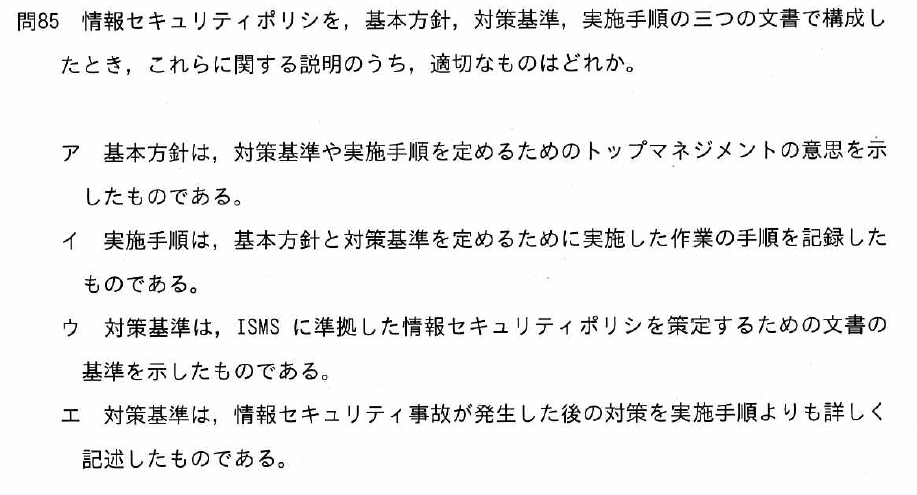 問85 情報セキュリティポリシを，基本方針，対策基準，実施手順の三つの文書で構成し
たとき，これらに関する説明のうち，適切なものはどれか。
ア 基本方針は，対策基準や実施手順を定めるためのトップマネジメントの意思を示
したものである。
イ 実施手順は，基本方針と対策基準を定めるために実施した作業の手順を記録した
ものである。
ウ 対策基準は，ISMS に準拠した情報セキュリティポリシを策定するための文書の
基準を示したものである。
エ 対策基準は，情報セキュリティ事故が発生した後の対策を実施手順よりも詳しく
記述したものである。